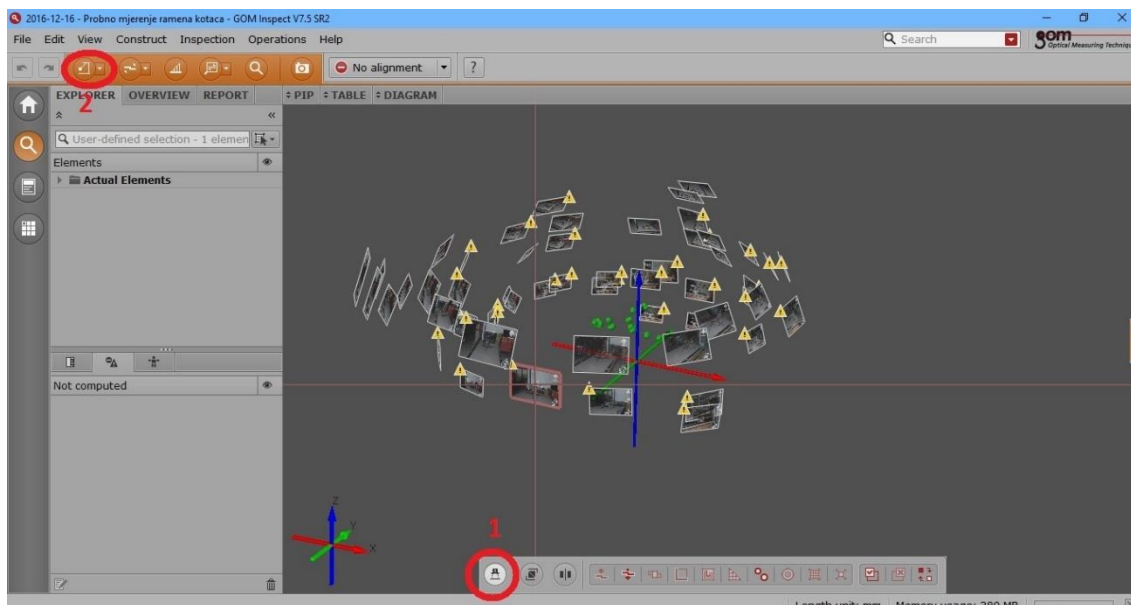 2016-12-16 - Probno mjerenje ramena kotaca - GOM Inspect V7.5 SR2
File Edit View Construct Inspection Operations Help
Search
gom
Optical Measuring Techniqu
No alignment
?
2
EXPLORER OVERVIEW REPORT
PIP TABLE DIAGRAM
User-defined selection - 1 elemen
Elements
Actual Elements
Not computed
Z
Y
X
1
Length unit: mm Memory usage: 380 MB